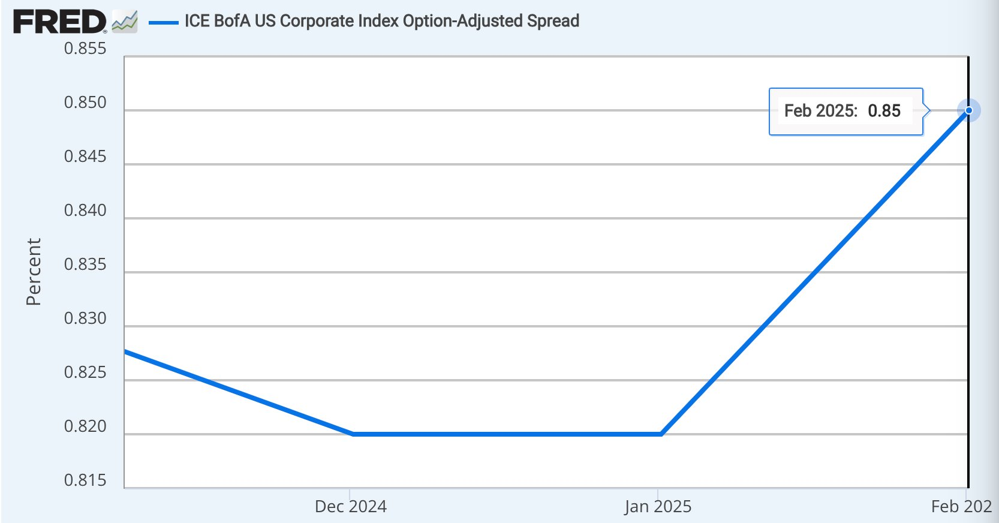 FRED ICE BofA US Corporate Index Option-Adjusted Spread
0.855
0.850
Feb 2025: 0.85
0.845
0.840
0.835
0.830
0.825
0.820
0.815
Percent
Dec 2024 Jan 2025 Feb 202